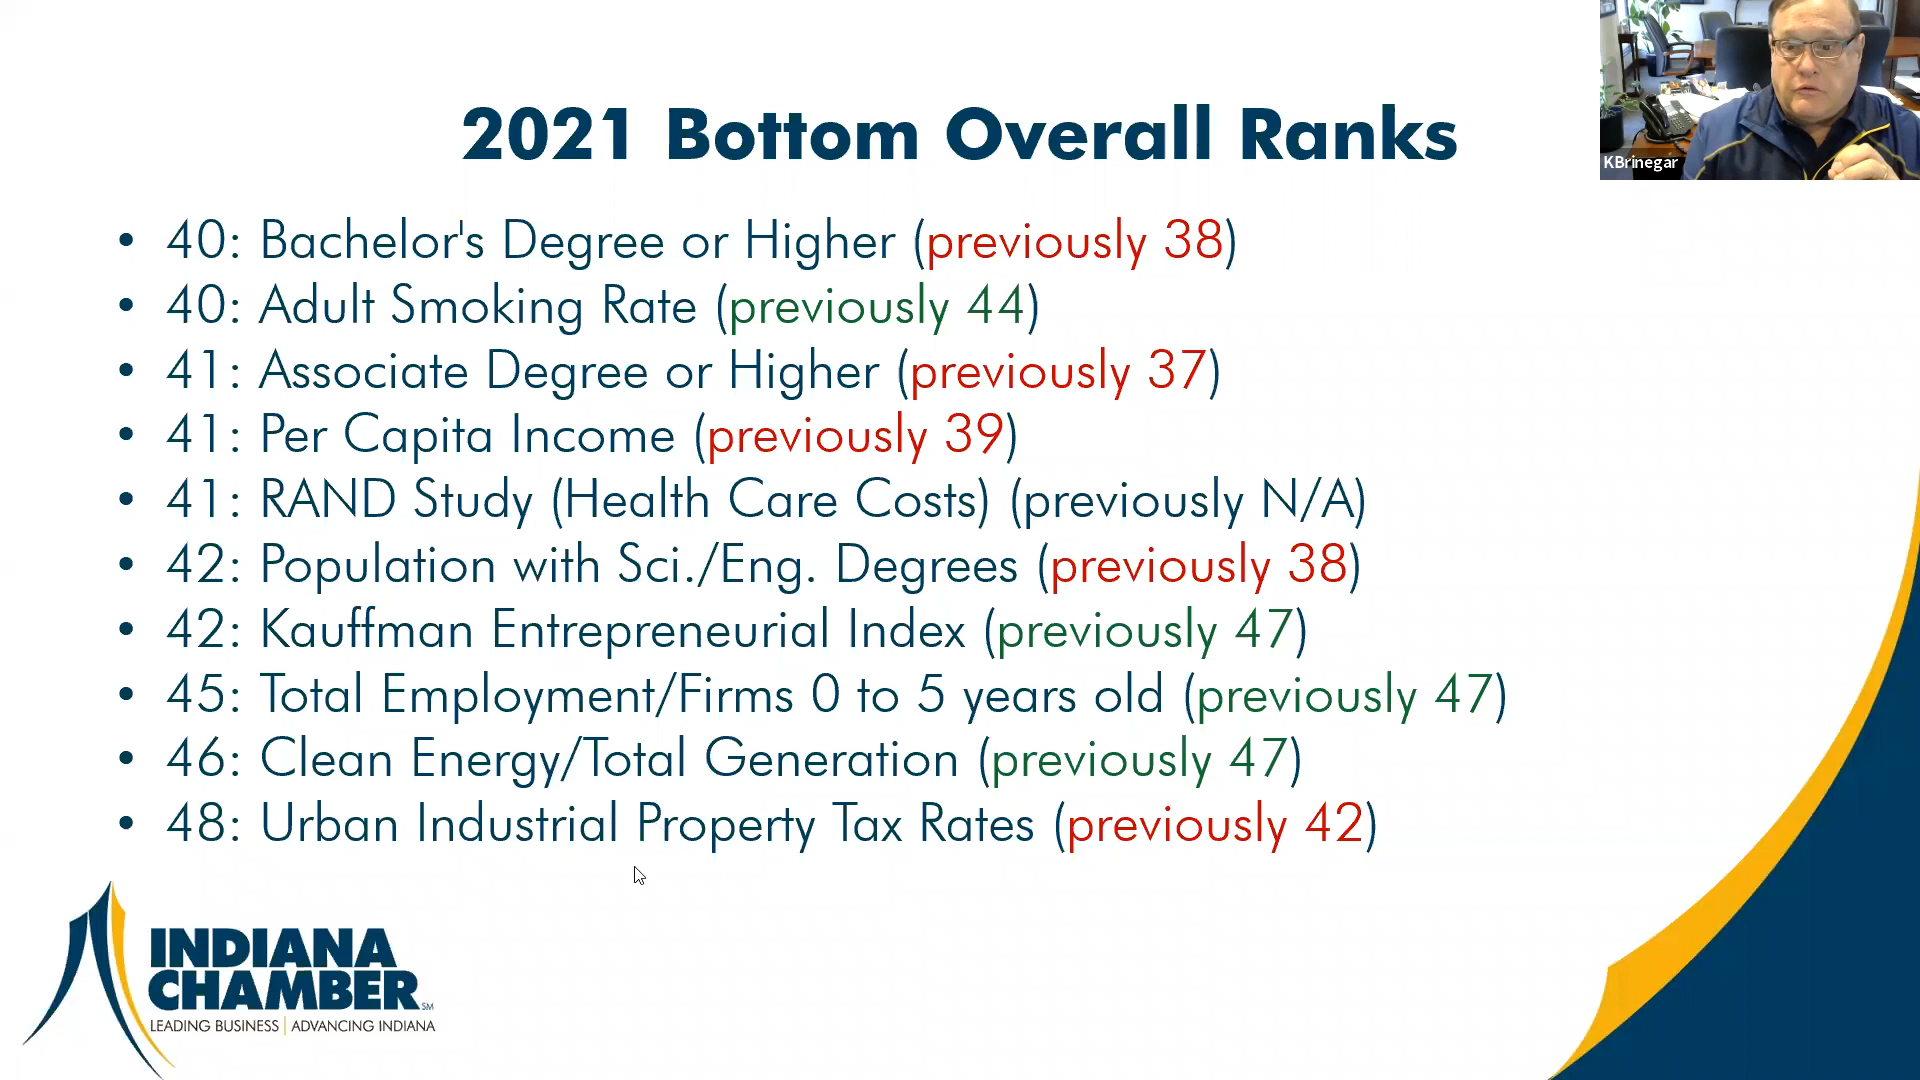 2021 Bottom Overall Ranks
KBrinegar
• 40: Bachelor's Degree or Higher (previously 38)
• 40: Adult Smoking Rate (previously 44)
• 41: Associate Degree or Higher (previously 37)
• 41: Per Capita Income (previously 39)
• 41: RAND Study (Health Care Costs) (previously N/A)
• 42: Population with Sci./Eng. Degrees (previously 38)
• 42: Kauffman Entrepreneurial Index (previously 47)
• 45: Total Employment/Firms 0 to 5 years old (previously 47)
• 46: Clean Energy/Total Generation (previously 47)
• 48: Urban Industrial Property Tax Rates (previously 42)
INDIANA
CHAMBER SM
LEADING BUSINESS | ADVANCING INDIANA